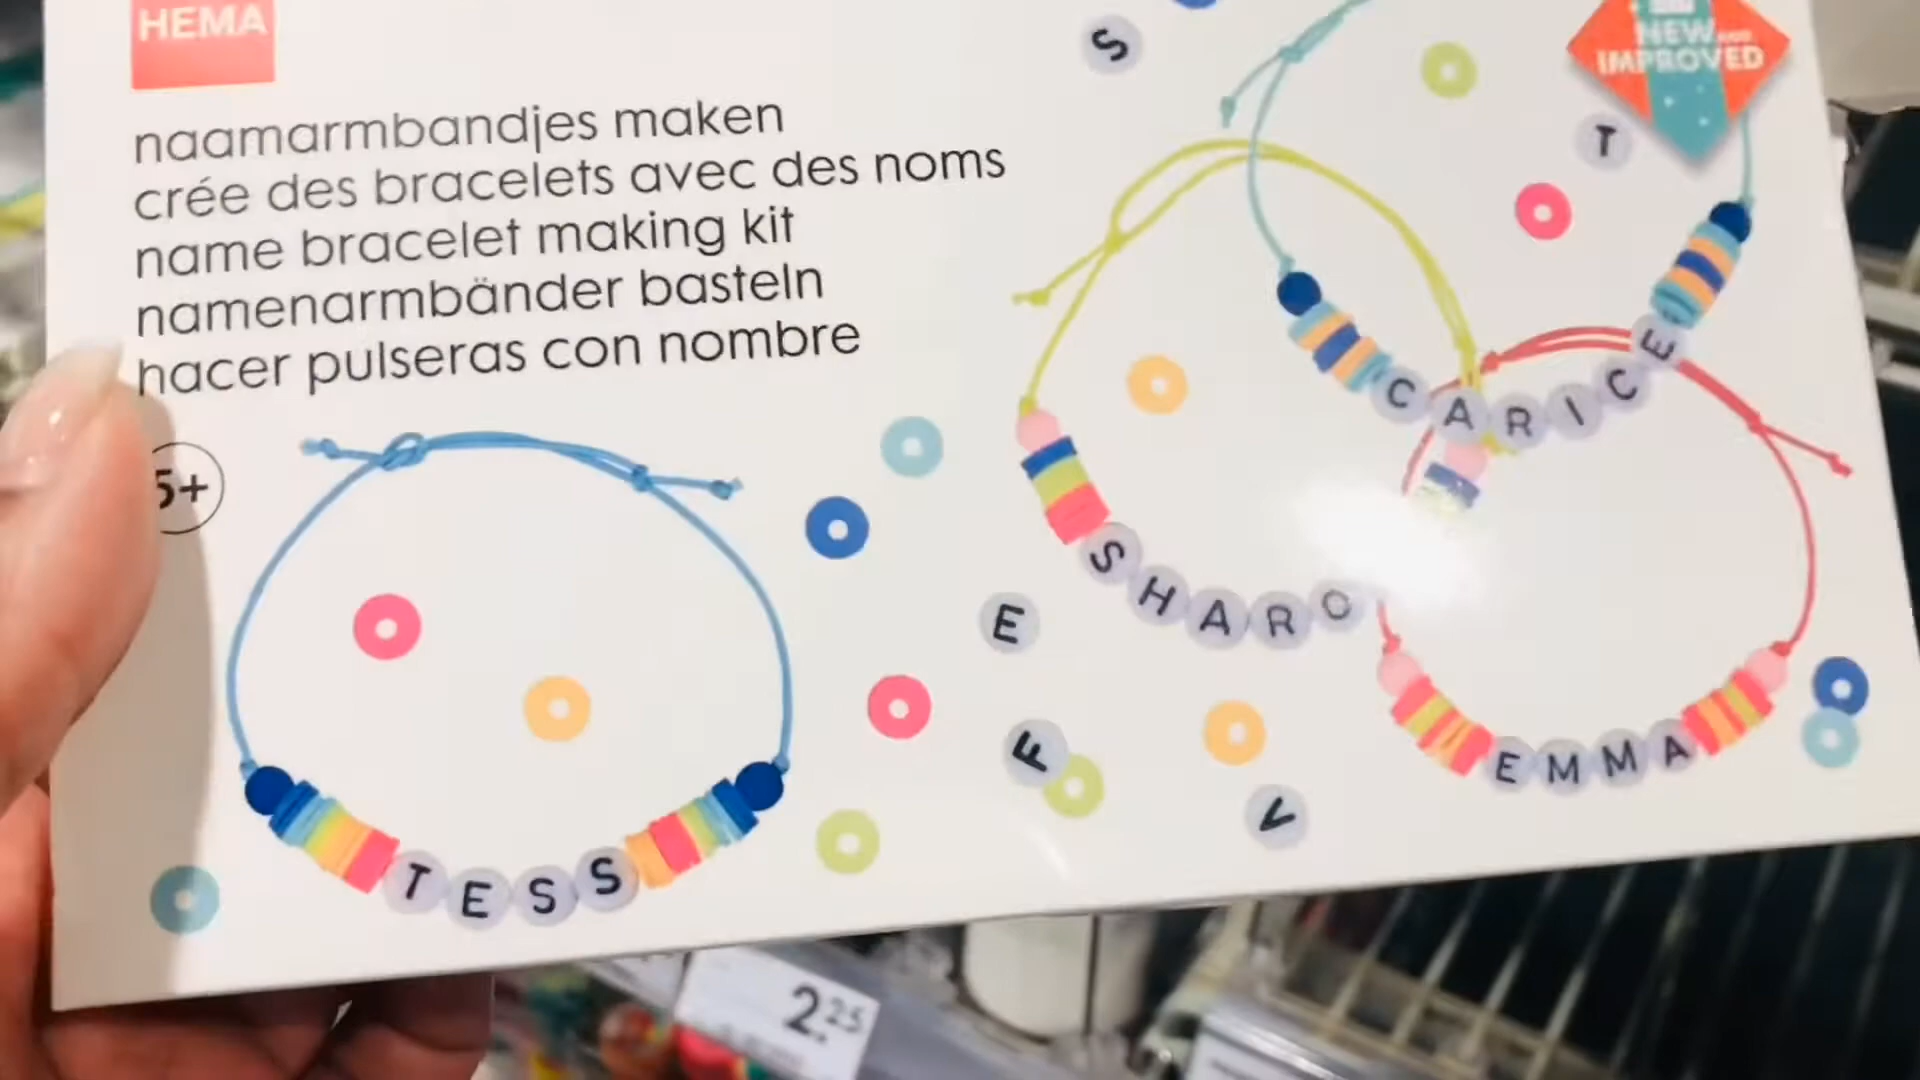 HEMA
NEW
IMPROVED
naamarmbandjes maken
crée des bracelets avec des noms
name bracelet making kit
namenarmbänder basteln
hacer pulseras con nombre
5+
S
T
CARICE
SHARO
E
F
V
EMMA
TESS
2.25